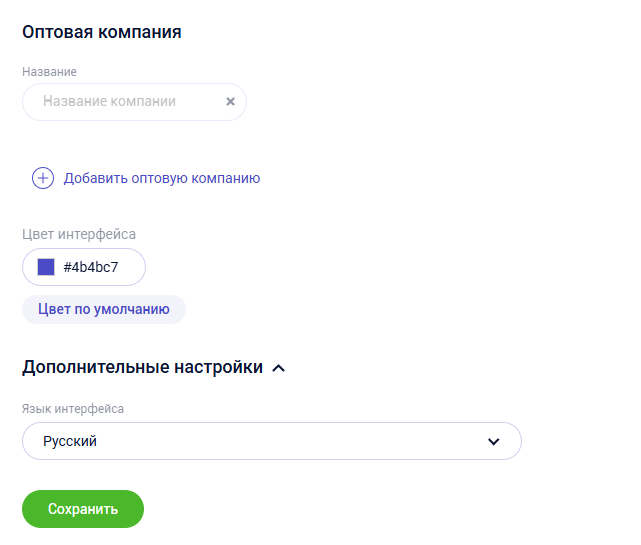 Оптовая компания
Название
Название компании
Добавить оптовую компанию
Цвет интерфейса
#4b4bc7
Цвет по умолчанию
Дополнительные настройки
Язык интерфейса
Русский
Сохранить